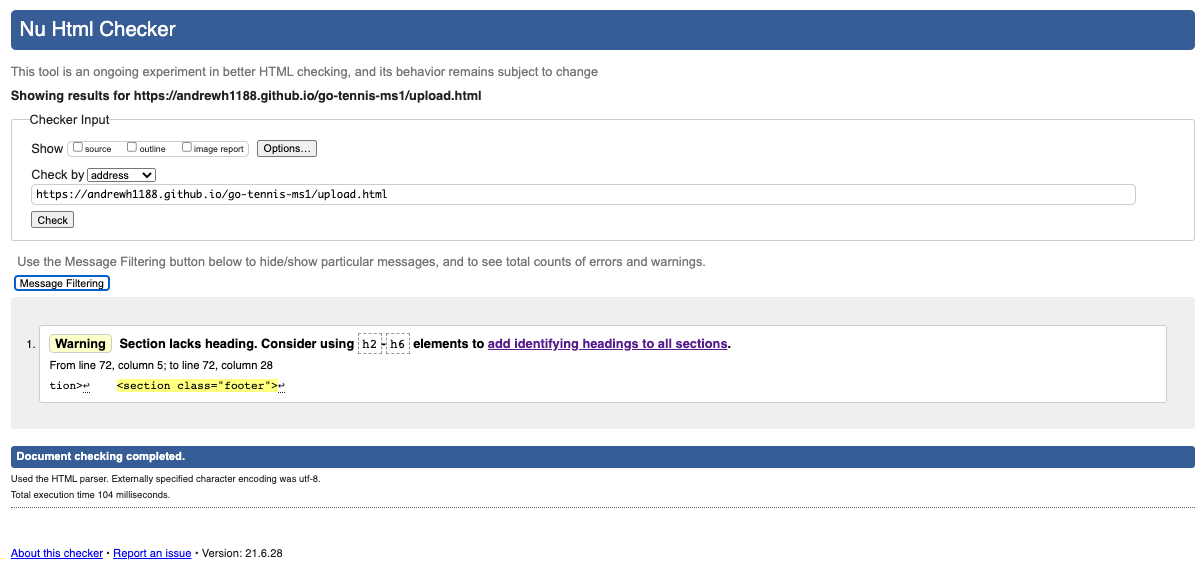 Nu Html Checker
This tool is an ongoing experiment in better HTML checking, and its behavior remains subject to change
Showing results for https://andrewh1188.github.io/go-tennis-ms1/upload.html
Checker Input
Show source outline image report Options...
Check by address
https://andrewh1188.github.io/go-tennis-ms1/upload.html
Check
Use the Message Filtering button below to hide/show particular messages, and to see total counts of errors and warnings.
Message Filtering
1. Warning Section lacks heading. Consider using h2-h6 elements to add identifying headings to all sections.
From line 72, column 5; to line 72, column 28
tion>↩ <section class="footer">↩
Document checking completed.
Used the HTML parser. Externally specified character encoding was utf-8.
Total execution time 104 milliseconds.
About this checker • Report an issue • Version: 21.6.28